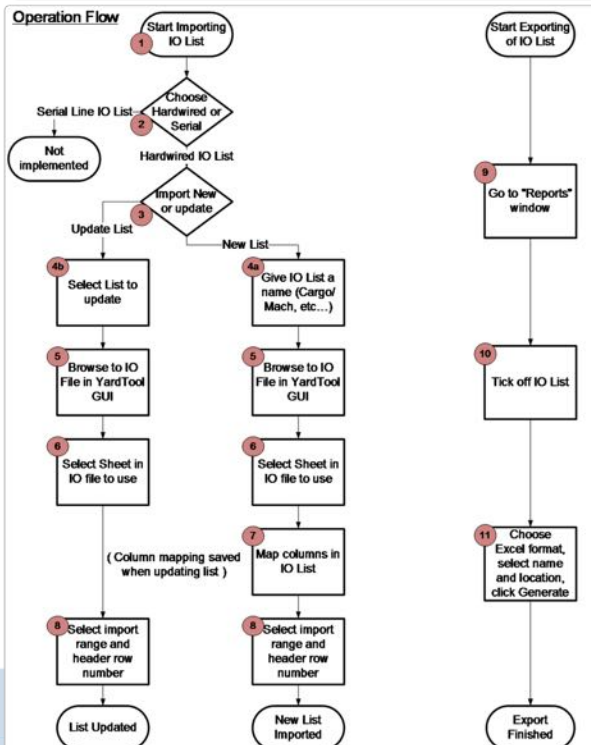 Operation Flow
1
Start Importing
IO List
Serial Line IO List
2
Choose
Hardwired or
Serial
Not
implemented
Hardwired IO List
3
Import New
or update
Update List
New List
4b
Select List to
update
4a
Give IO List a
name (Cargo/
Mach, etc...)
5
Browse to IO
File in YardTool
GUI
5
Browse to IO
File in YardTool
GUI
6
Select Sheet in
IO file to use
6
Select Sheet in
IO file to use
( Column mapping saved
when updating list )
7
Map columns in
IO List
8
Select import
range and
header row
number
8
Select import
range and
header row
number
List Updated
New List
Imported
Start Exporting
of IO List
9
Go to "Reports"
window
10
Tick off IO List
11
Choose
Excel format,
select name
and location,
click Generate
Export
Finished